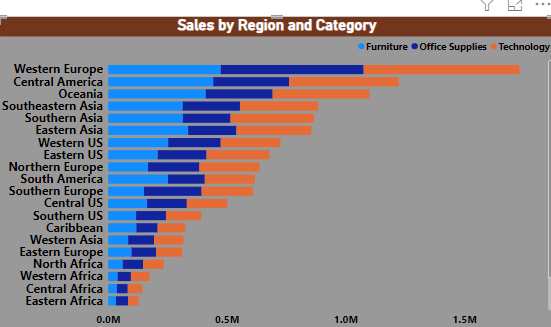 Sales by Region and Category
Furniture Office Supplies Technology
Western Europe
Central America
Oceania
Southeastern Asia
Southern Asia
Eastern Asia
Western US
Eastern US
Northern Europe
South America
Southern Europe
Central US
Southern US
Caribbean
Western Asia
Eastern Europe
North Africa
Western Africa
Central Africa
Eastern Africa
0.0M 0.5M 1.0M 1.5M